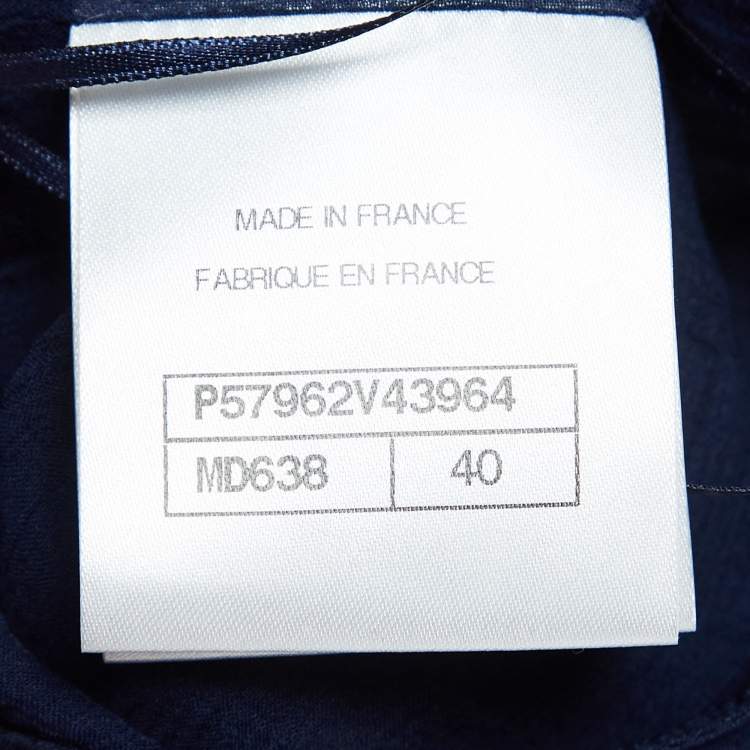 MADE IN FRANCE
FABRIQUE EN FRANCE
P57962V43964
MD638 40